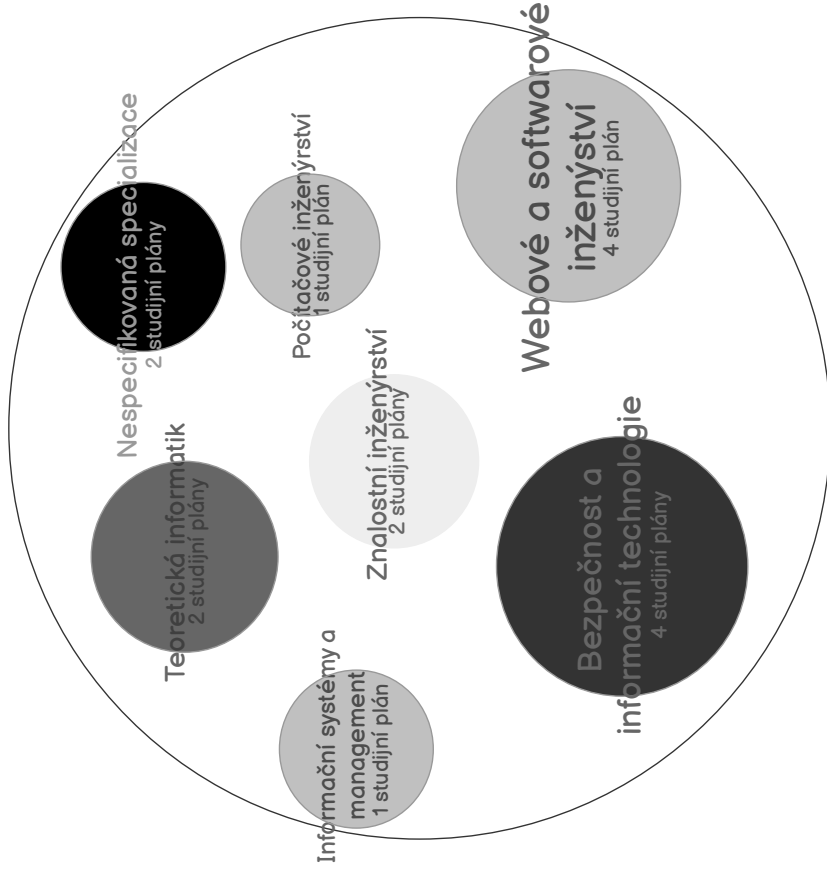 Nespecifikovaná specializace
2 studijní plány
Teoretická informatik
2 studijní plány
Počítačové inženýrství
1 studijní plán
Informační systémy a
management
1 studijní plán
Znalostní inženýrství
2 studijní plány
Webové a softwarové
inženýství
4 studijní plán
Bezpečnost a
informační technologie
4 studijní plány